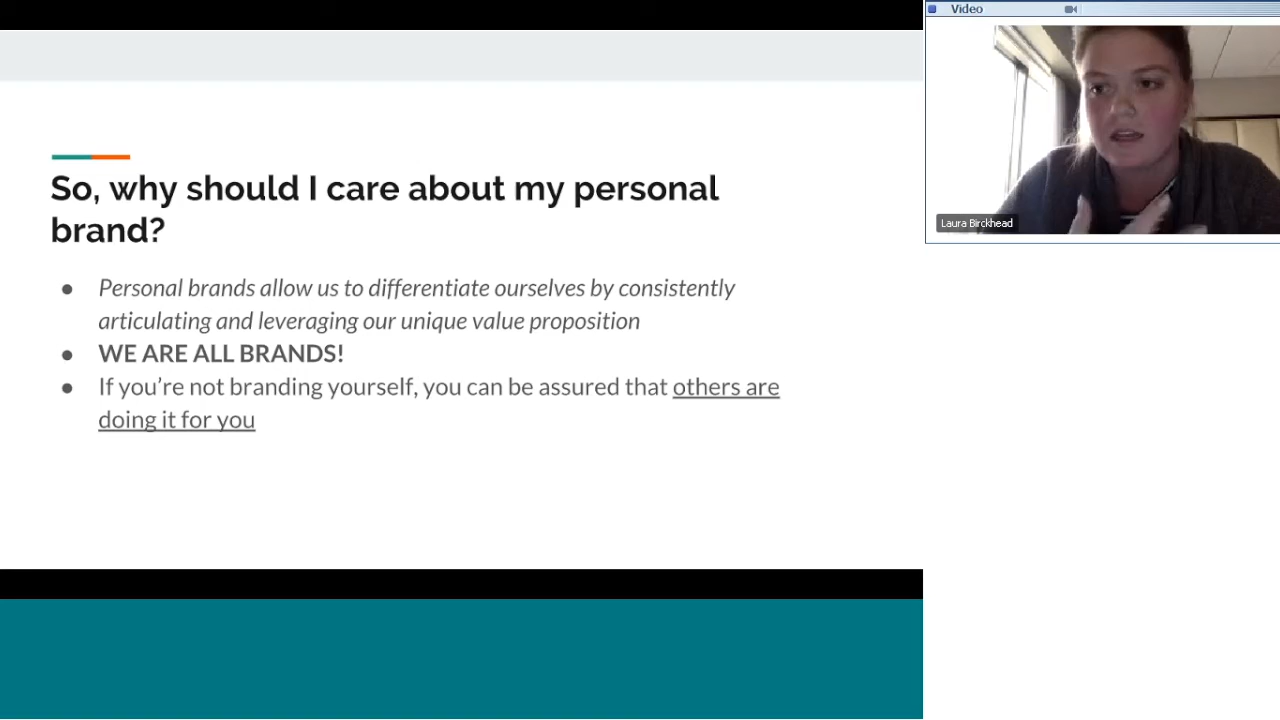 Video
So, why should I care about my personal
brand?
● Personal brands allow us to differentiate ourselves by consistently
articulating and leveraging our unique value proposition
● WE ARE ALL BRANDS!
● If you’re not branding yourself, you can be assured that others are
doing it for you
Laura Birckhead